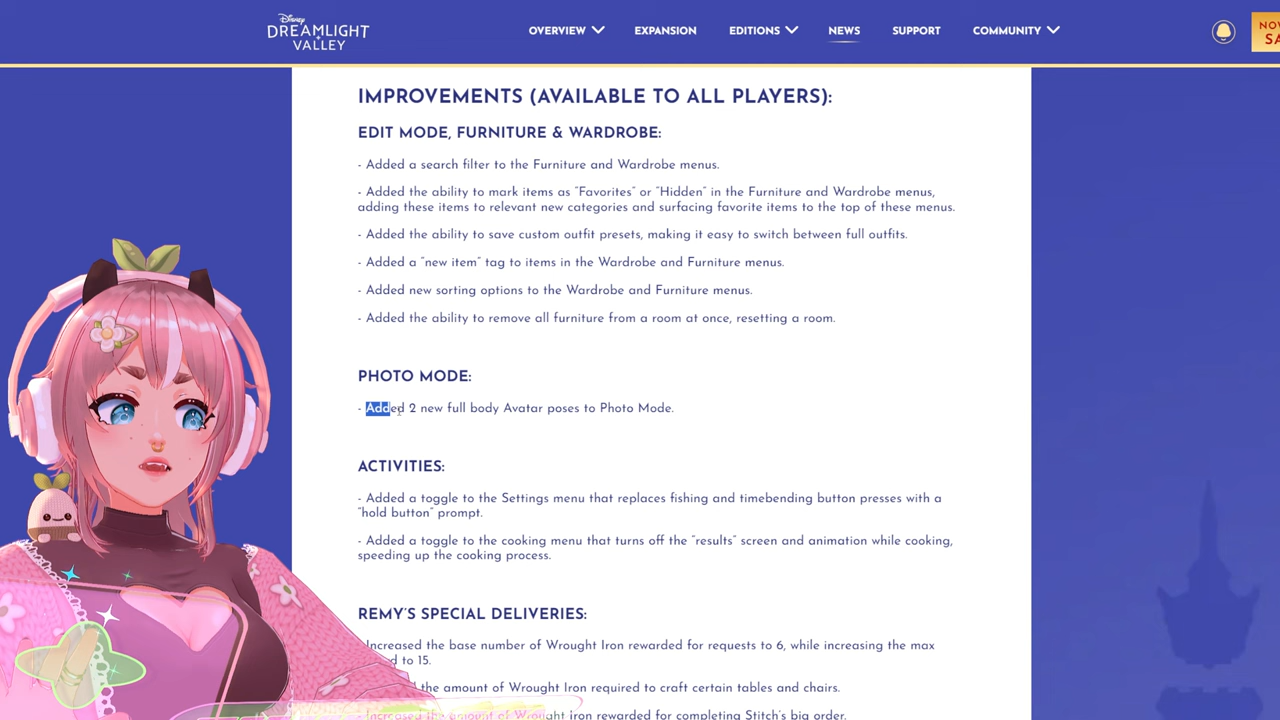 Disney
DREAMLIGHT
VALLEY
OVERVIEW
EXPANSION
EDITIONS
NEWS
SUPPORT
COMMUNITY
IMPROVEMENTS (AVAILABLE TO ALL PLAYERS):
EDIT MODE, FURNITURE & WARDROBE:
- Added a search filter to the Furniture and Wardrobe menus.
- Added the ability to mark items as “Favorites” or “Hidden” in the Furniture and Wardrobe menus,
adding these items to relevant new categories and surfacing favorite items to the top of these menus.
- Added the ability to save custom outfit presets, making it easy to switch between full outfits.
- Added a “new item” tag to items in the Wardrobe and Furniture menus.
- Added new sorting options to the Wardrobe and Furniture menus.
- Added the ability to remove all furniture from a room at once, resetting a room.
PHOTO MODE:
- Added 2 new full body Avatar poses to Photo Mode.
ACTIVITIES:
- Added a toggle to the Settings menu that replaces fishing and timebending button presses with a
“hold button” prompt.
- Added a toggle to the cooking menu that turns off the “results” screen and animation while cooking,
speeding up the cooking process.
REMY’S SPECIAL DELIVERIES:
Increased the base number of Wrought Iron rewarded for requests to 6, while increasing the max
to 15.
the amount of Wrought Iron required to craft certain tables and chairs.
Increased the amount of Wrought Iron rewarded for completing Stitch’s big order.